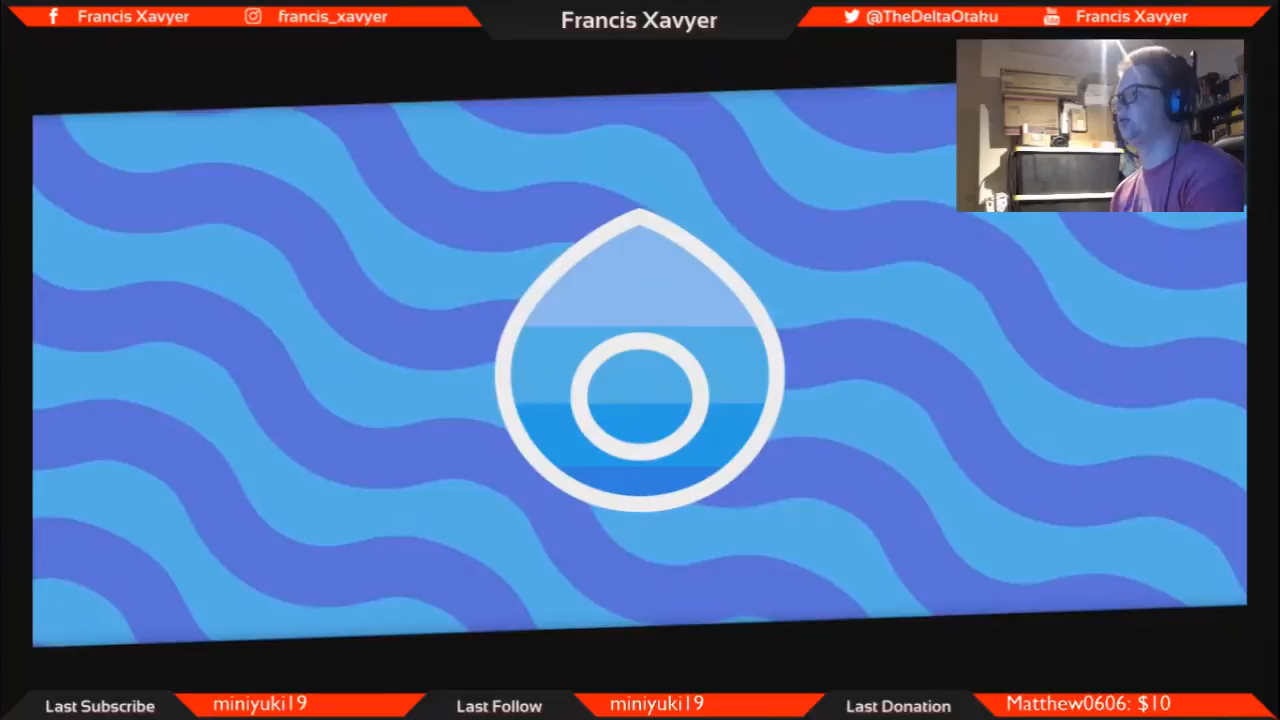 Francis Xavyer
francis_xavyer
Francis Xavyer
@TheDeltaOtaku
Francis Xavyer
Last Subscribe
miniyuki19
Last Follow
miniyuki19
Last Donation
Matthew0606: $10